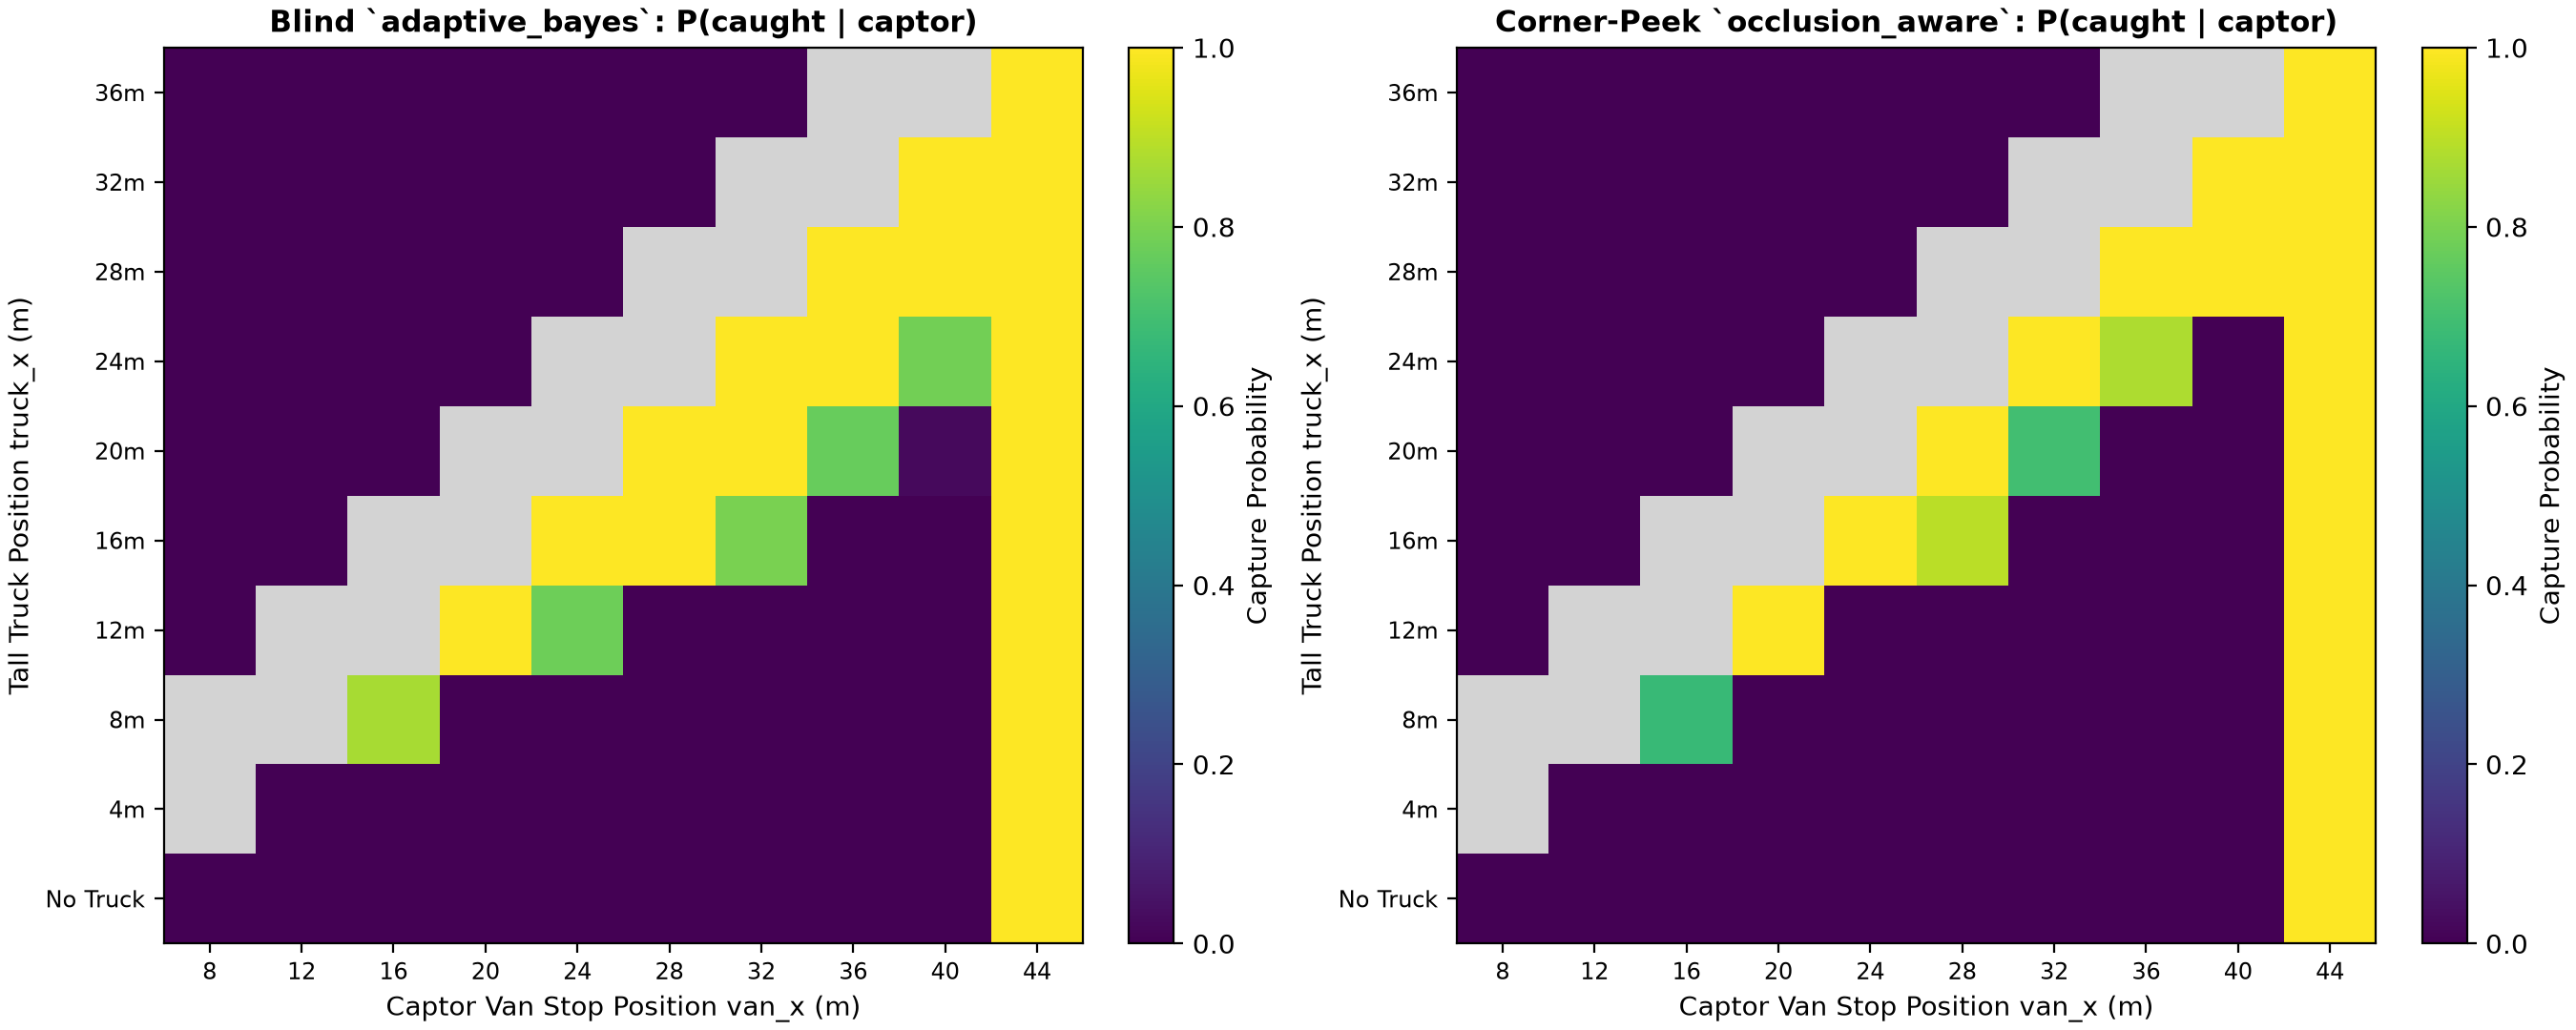 Blind `adaptive_bayes`: P(caught | captor)
Tall Truck Position truck_x (m)
36m
32m
28m
24m
20m
16m
12m
8m
4m
No Truck
8 12 16 20 24 28 32 36 40 44
Captor Van Stop Position van_x (m)
1.0
0.8
0.6
0.4
0.2
0.0
Capture Probability
Corner-Peek `occlusion_aware`: P(caught | captor)
Tall Truck Position truck_x (m)
36m
32m
28m
24m
20m
16m
12m
8m
4m
No Truck
8 12 16 20 24 28 32 36 40 44
Captor Van Stop Position van_x (m)
1.0
0.8
0.6
0.4
0.2
0.0
Capture Probability